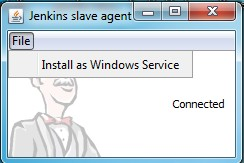 Jenkins slave agent
File
Install as Windows Service
Connected